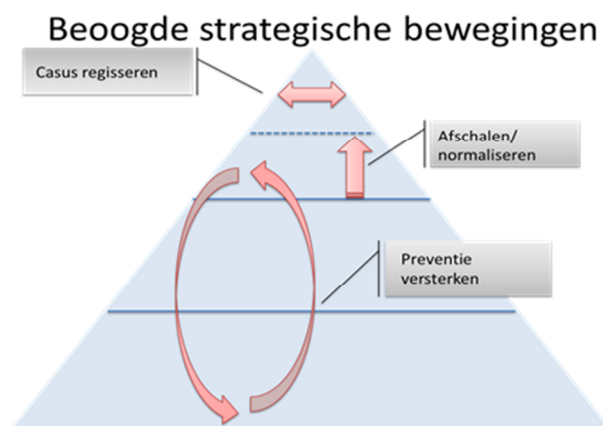 Beoogde strategische bewegingen
Casus regisseren
Afschalen/
normaliseren
Preventie
versterken